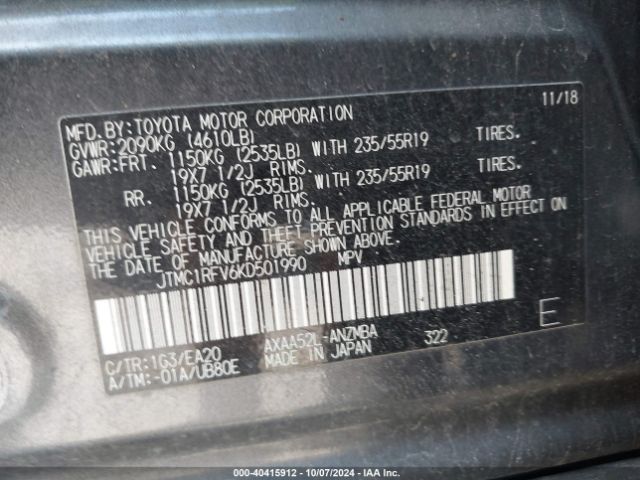 MFD.BY:TOYOTA MOTOR CORPORATION 11/18
GVWR:2090KG (4610LB)
GAWR:FRT. 1150KG (2535LB) WITH 235/55R19 TIRES.
19X7 1/2J RIMS.
RR. 1150KG (2535LB) WITH 235/55R19 TIRES.
19X7 1/2J RIMS.
THIS VEHICLE CONFORMS TO ALL APPLICABLE FEDERAL MOTOR
VEHICLE SAFETY AND THEFT PREVENTION STANDARDS IN EFFECT ON
THE DATE OF MANUFACTURE SHOWN ABOVE.
JTMC1RFV6KD501990 MPV
E
C/TR:1G3/EA20 AXAA52L-ANZMBA 322
A/TM:-01A/UB80E MADE IN JAPAN
000-40415912 - 10/07/2024 - IAA Inc.